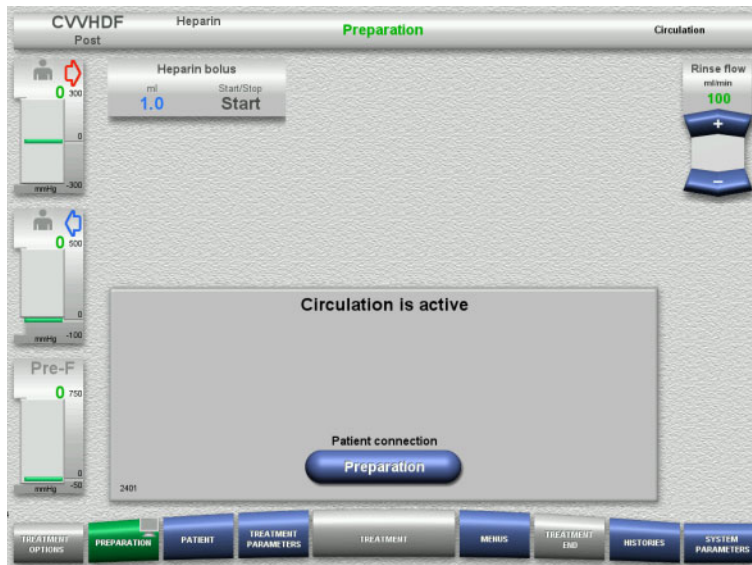 CVVHDF
Post
Heparin
Preparation
Circulation
0
300
0
-300
mmHg
Heparin bolus
ml
Start/Stop
1.0
Start
Rinse flow
ml/min
100
+
–
0
500
0
-100
mmHg
Pre-F
0
750
0
-50
mmHg
Circulation is active
Patient connection
Preparation
2401
TREATMENT
OPTIONS
PREPARATION
PATIENT
TREATMENT
PARAMETERS
TREATMENT
MENUS
TREATMENT
END
HISTORIES
SYSTEM
PARAMETERS